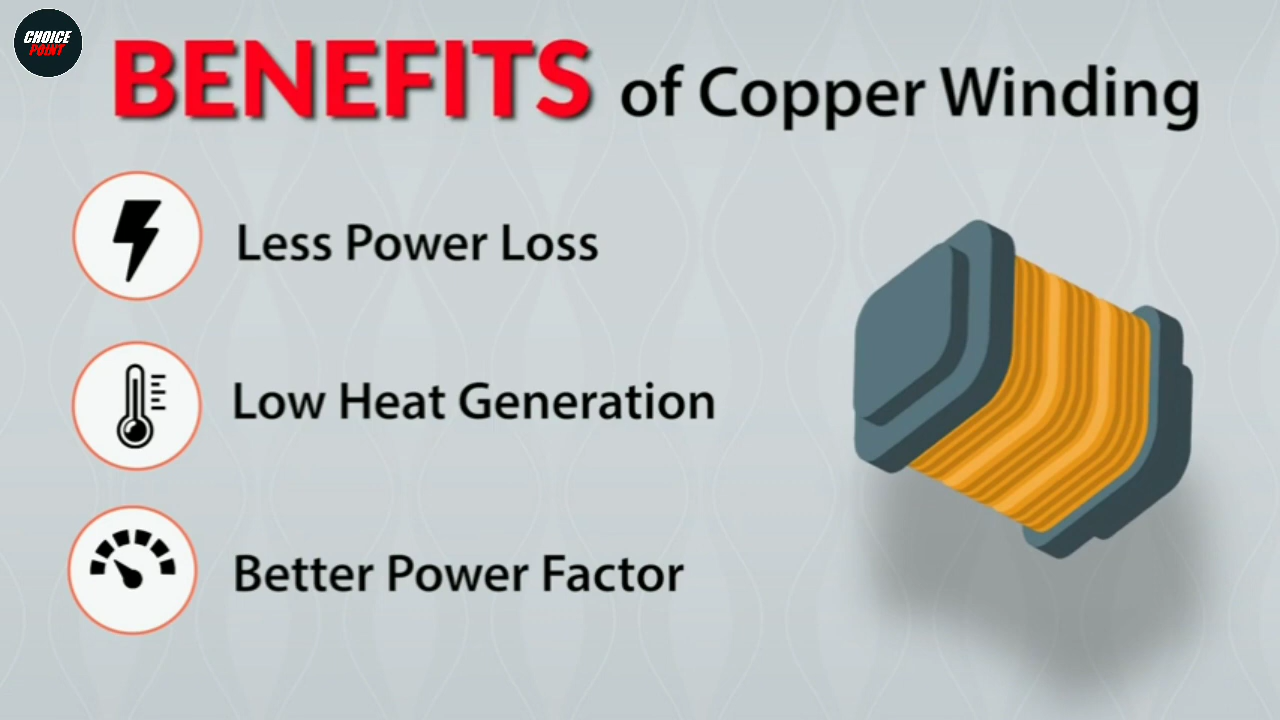 CHOICE
POINT
BENEFITS of Copper Winding
Less Power Loss
Low Heat Generation
Better Power Factor